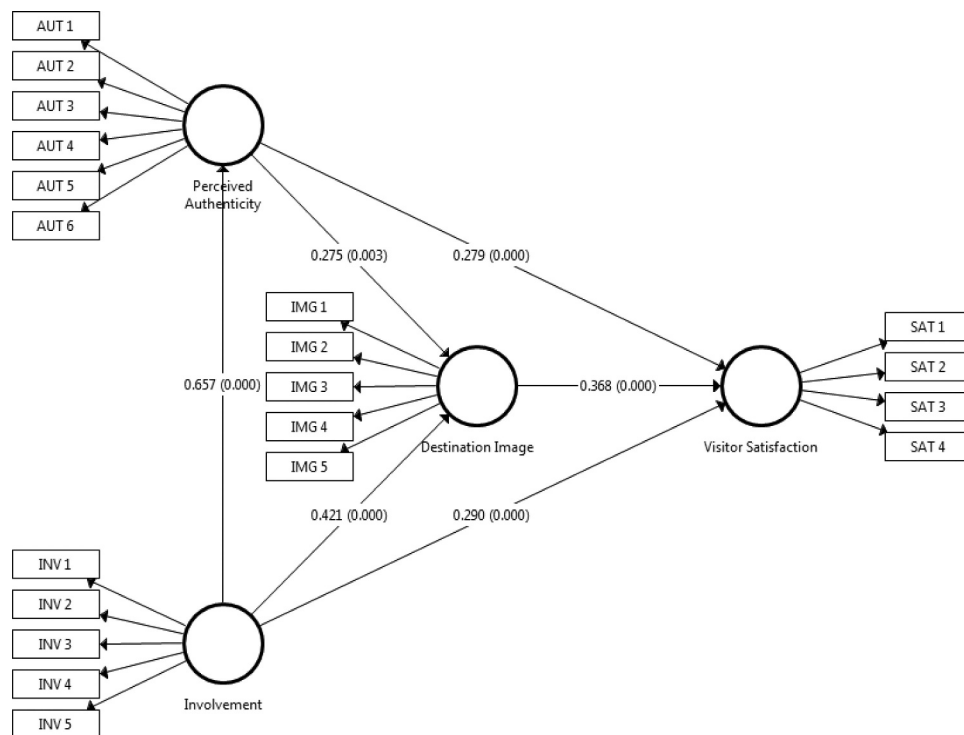 AUT 1
AUT 2
AUT 3
AUT 4
AUT 5
AUT 6
Perceived
Authenticity
0.275 (0.003)
0.279 (0.000)
IMG 1
IMG 2
IMG 3
IMG 4
IMG 5
0.657 (0.000)
0.368 (0.000)
Destination Image
Visitor Satisfaction
SAT 1
SAT 2
SAT 3
SAT 4
0.421 (0.000)
0.290 (0.000)
INV 1
INV 2
INV 3
INV 4
INV 5
Involvement